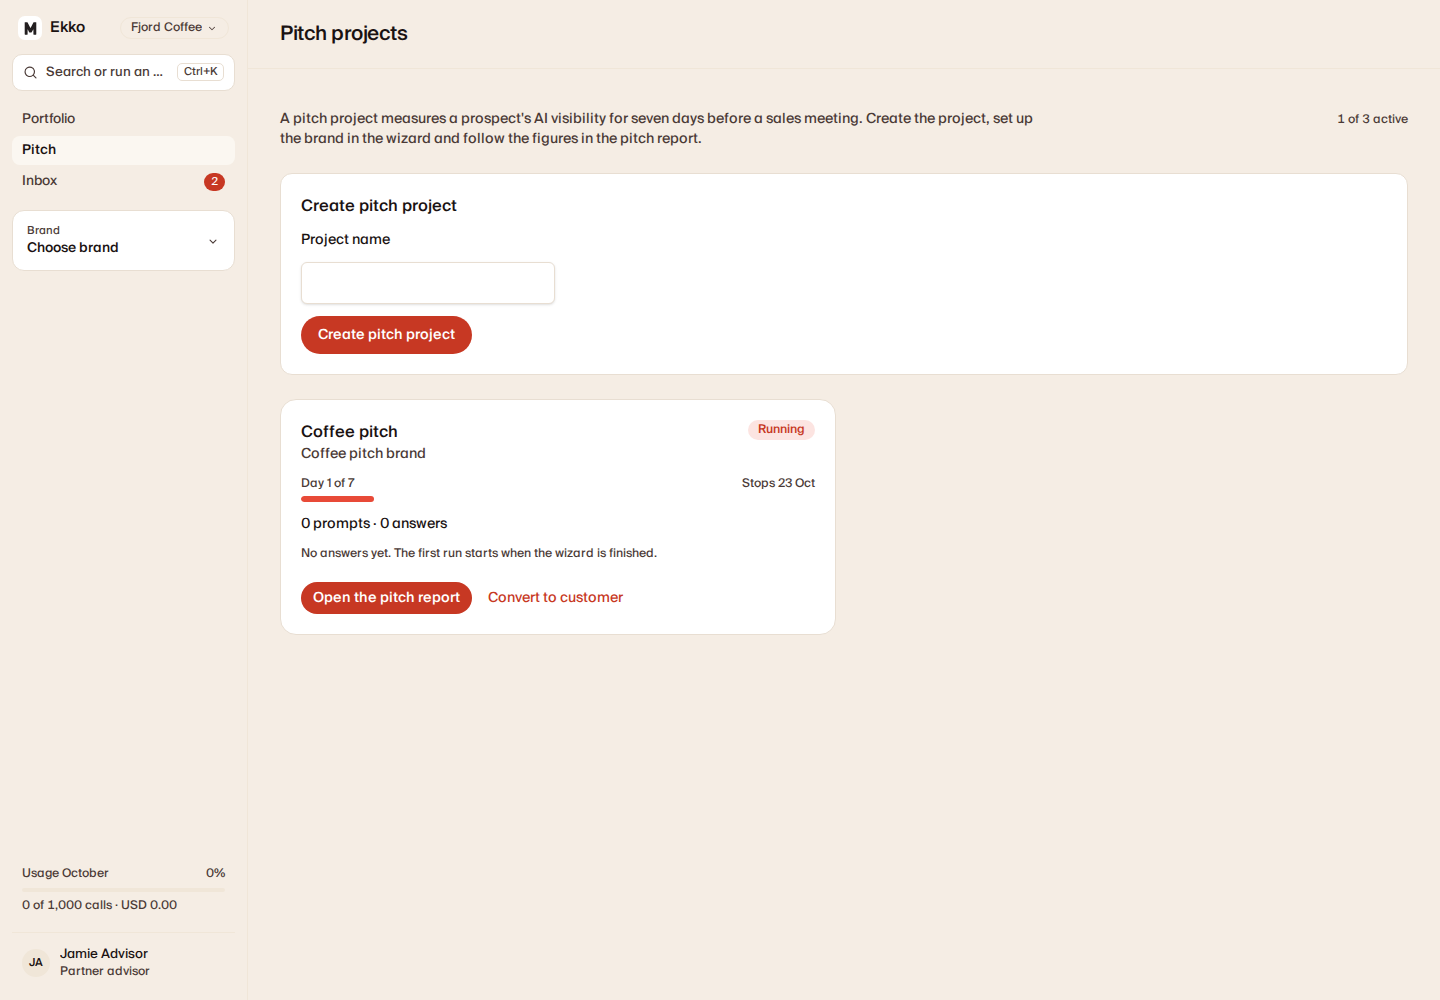 M Ekko
Fjord Coffee
Search or run an ...
Ctrl+K
Portfolio
Pitch
Inbox
2
Brand
Choose brand
Usage October
0%
0 of 1,000 calls · USD 0.00
JA
Jamie Advisor
Partner advisor
Pitch projects
A pitch project measures a prospect's AI visibility for seven days before a sales meeting. Create the project, set up
the brand in the wizard and follow the figures in the pitch report.
1 of 3 active
Create pitch project
Project name
Create pitch project
Coffee pitch
Running
Coffee pitch brand
Day 1 of 7
Stops 23 Oct
0 prompts · 0 answers
No answers yet. The first run starts when the wizard is finished.
Open the pitch report
Convert to customer